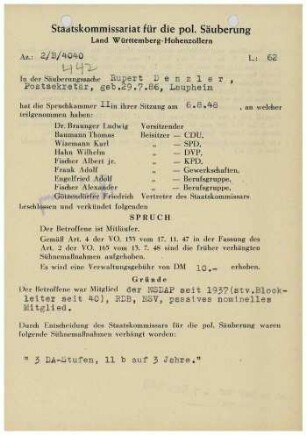 Staatskommissariat für die pol. Säuberung
Land Württemberg-Hohenzollern
Az.: 2/B/4040 L.: 62
442
In der Säuberungssache Rupert Denzler,
Postsekretär, geb.29.7.86, Laupheim
hat die Spruchkammer II in ihrer Sitzung am 6.8.48, an welcher
teilgenommen haben:
Dr. Braunger Ludwig Vorsitzender
Baumann Thomas Beisitzer — CDU,
Wizemann Karl „ — SPD,
Hahn Wilhelm „ — DVP,
Fischer Albert jr. „ — KPD,
Frank Adolf „ — Gewerkschaften.
Engelfried Adolf „ — Berufsgruppe,
Fischer Alexander „ — Berufsgruppe,
Friedrich Vertreter des Staatskommissars
beschlossen und verkündet folgenden
SPRUCH
Der Betroffene ist Mitläufer.
Gemäß Art. 4 der VO. 133 vom 17. 11. 47 in der Fassung des
Art. 2 der VO. 165 vom 13. 7. 48 sind die früher verhängten
Sühnemaßnahmen aufgehoben.
Es wird eine Verwaltungsgebühr von DM 10.— erhoben.
Gründe
Der Betroffene war Mitglied der NSDAP seit 1937(stv.Block-
leiter seit 40), RDB, NSV, passives nominelles
Mitglied.
Durch Entscheidung des Staatskommissars für die pol. Säuberung waren
folgende Sühnemaßnahmen verhängt worden:
" 3 DA-Stufen, 11 b auf 3 Jahre."